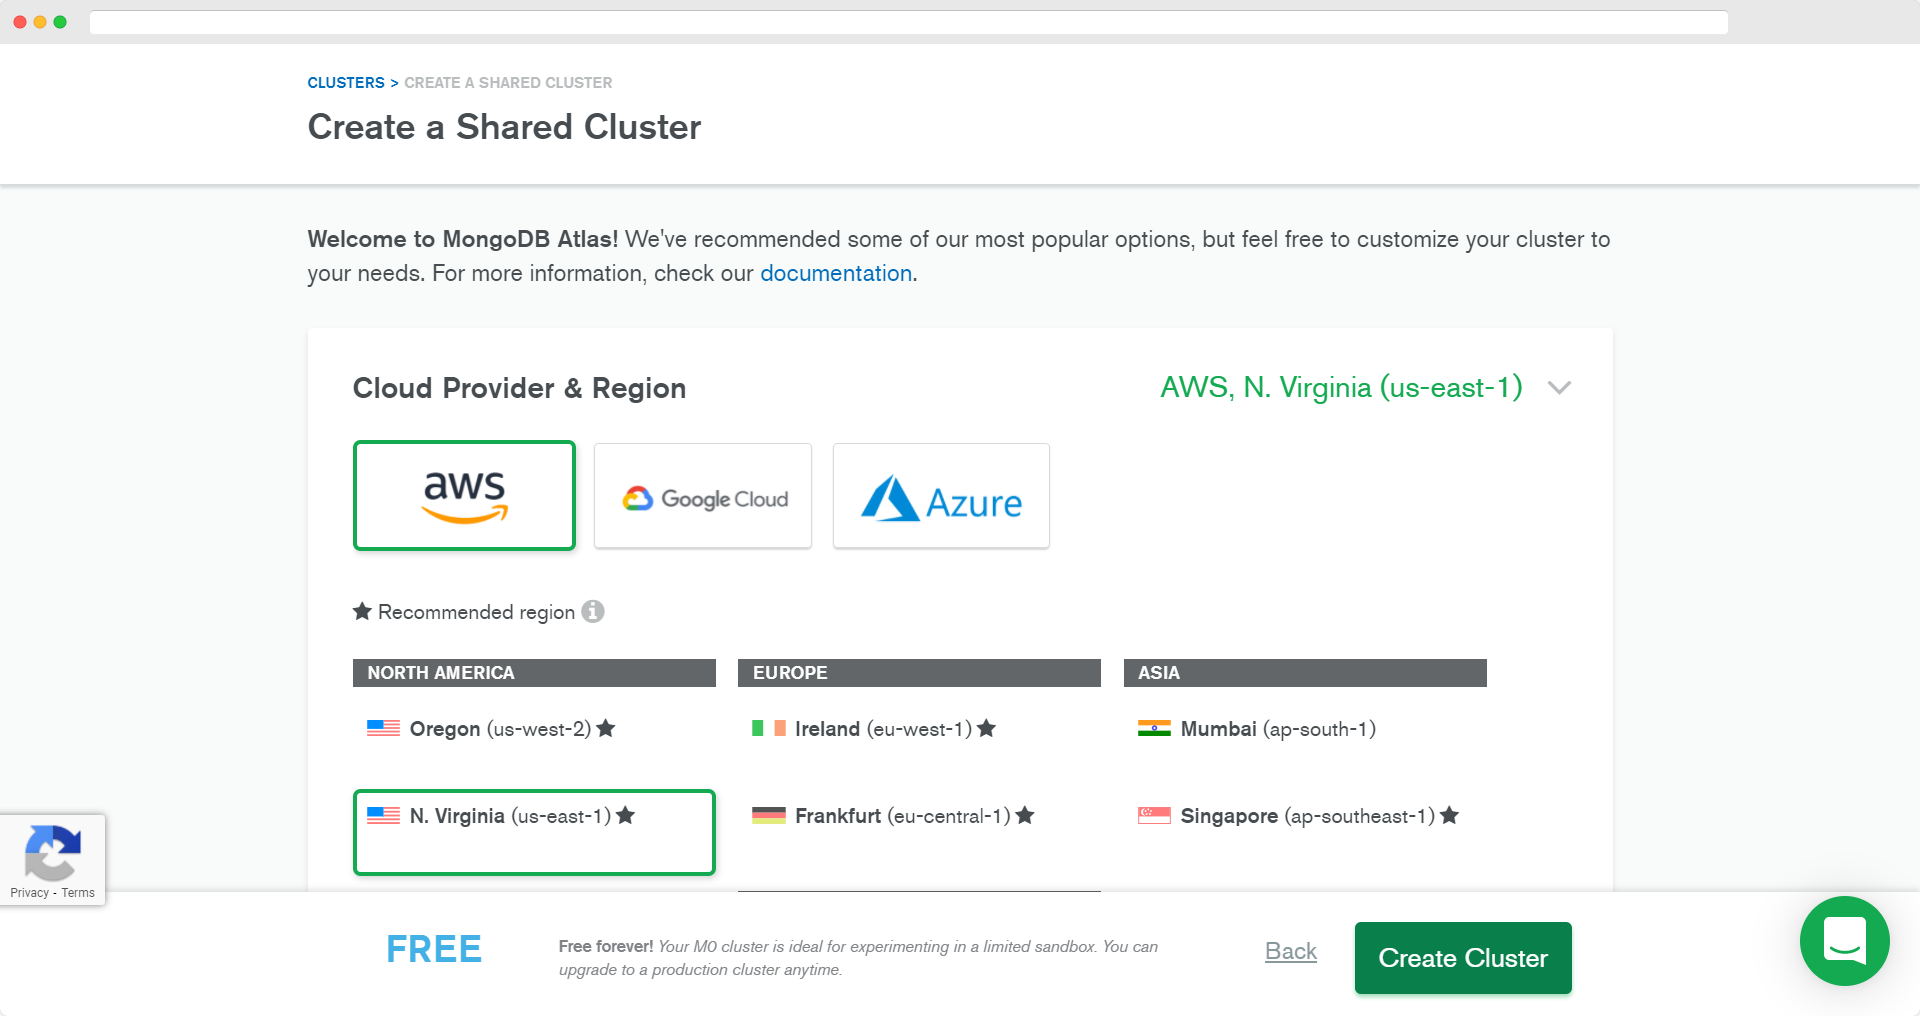 CLUSTERS > CREATE A SHARED CLUSTER
Create a Shared Cluster
Welcome to MongoDB Atlas! We've recommended some of our most popular options, but feel free to customize your cluster to
your needs. For more information, check our documentation.
Cloud Provider & Region
AWS, N. Virginia (us-east-1)
aws
Google Cloud
Azure
Recommended region
NORTH AMERICA
EUROPE
ASIA
Oregon (us-west-2)
Ireland (eu-west-1)
Mumbai (ap-south-1)
N. Virginia (us-east-1)
Frankfurt (eu-central-1)
Singapore (ap-southeast-1)
Privacy - Terms
FREE
Free forever! Your M0 cluster is ideal for experimenting in a limited sandbox. You can
upgrade to a production cluster anytime.
Back
Create Cluster